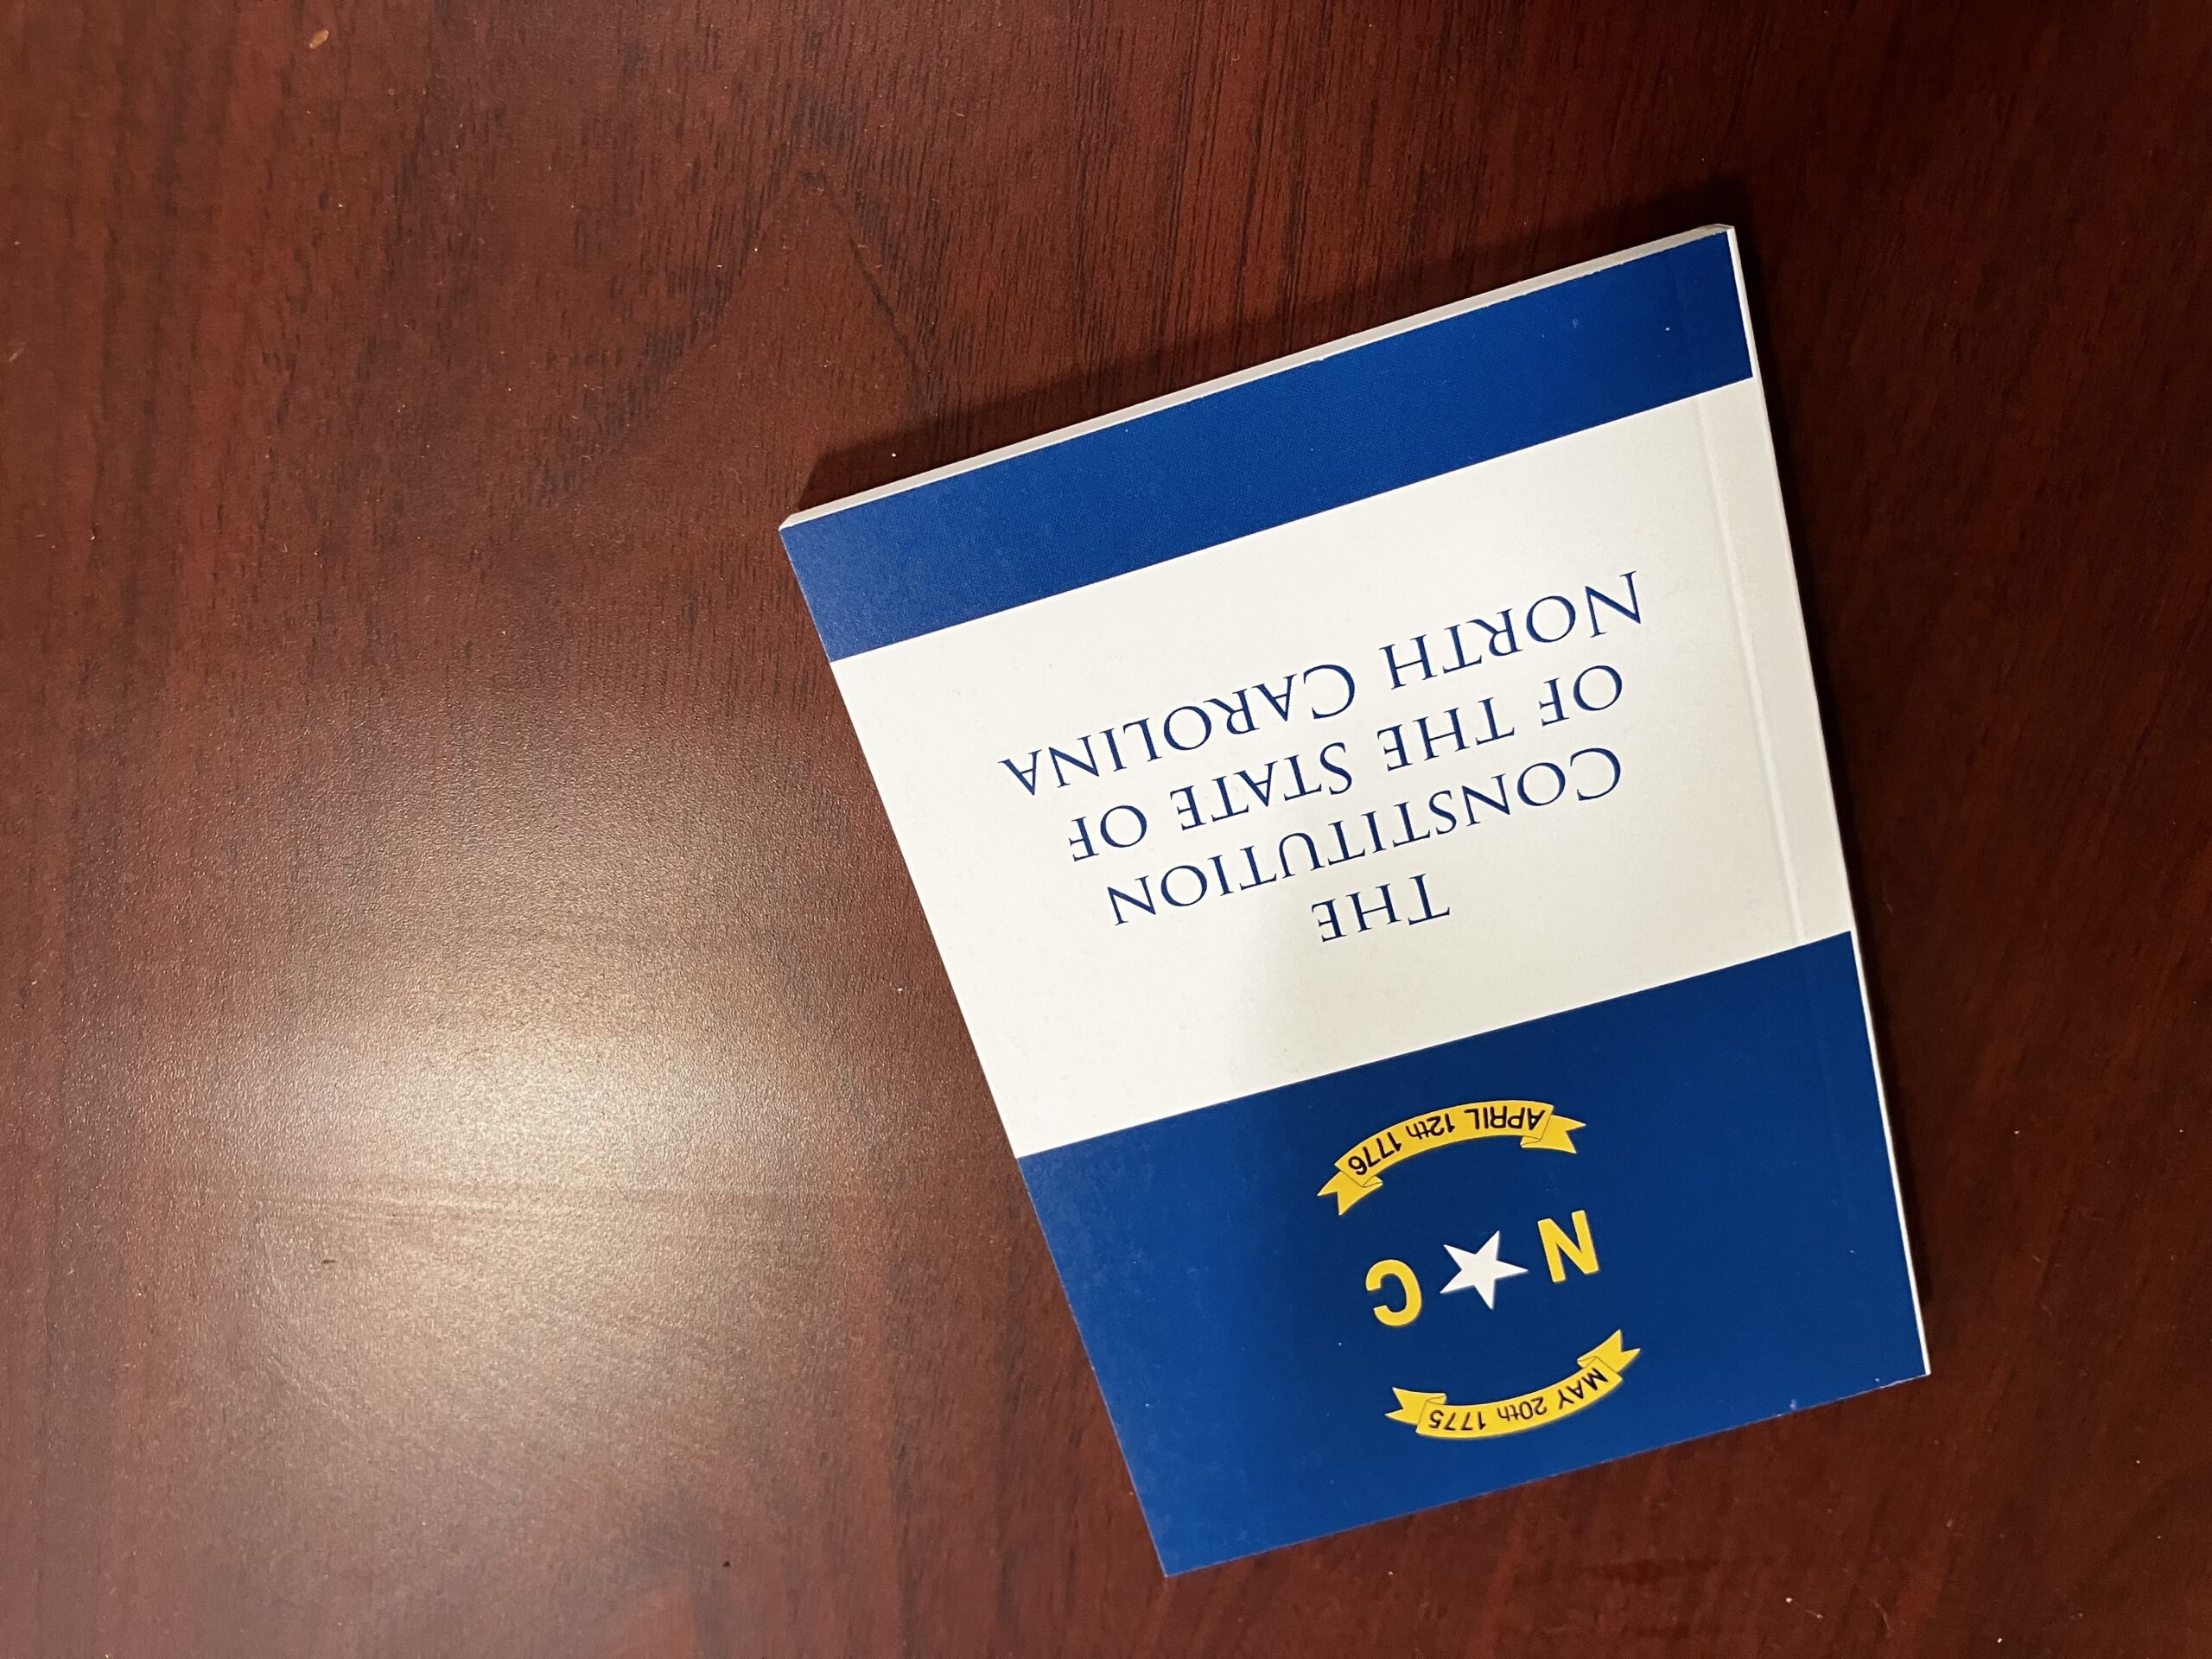 MAY 20th 1775
N C
APRIL 12th 1776
THE
CONSTITUTION
OF THE STATE OF
NORTH CAROLINA